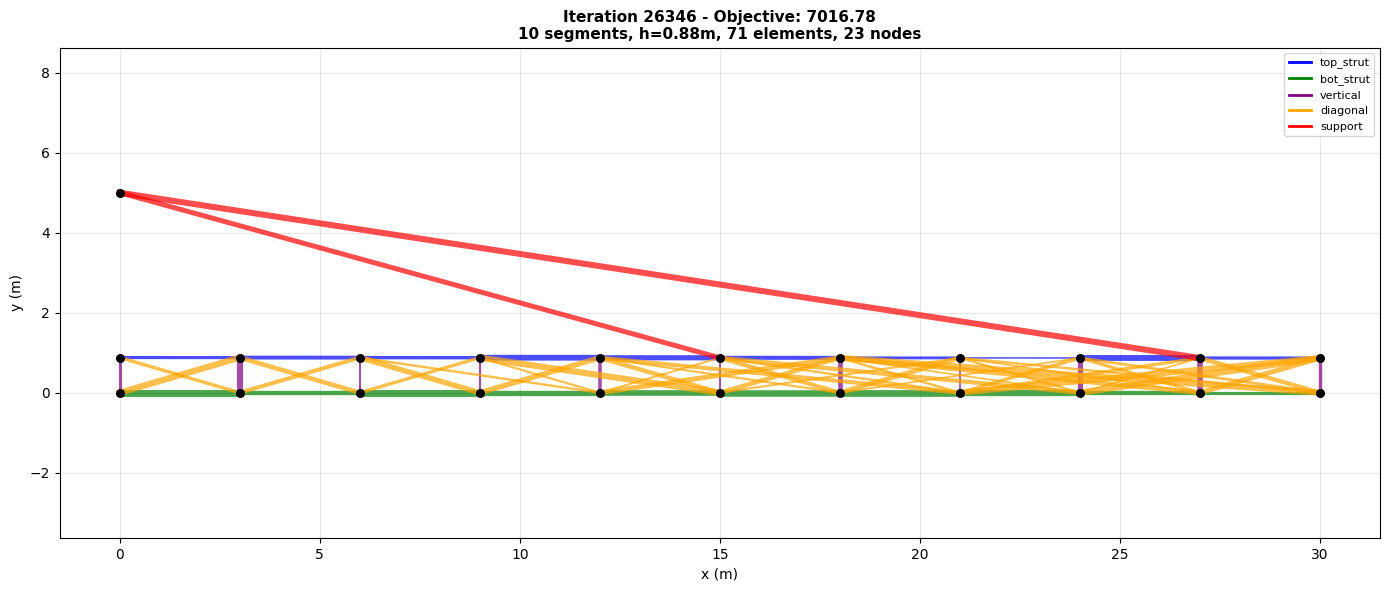 Iteration 26346 - Objective: 7016.78
10 segments, h=0.88m, 71 elements, 23 nodes
top_strut
bot_strut
vertical
diagonal
support
y (m)
8
6
4
2
0
−2
0
5
10
15
20
25
30
x (m)